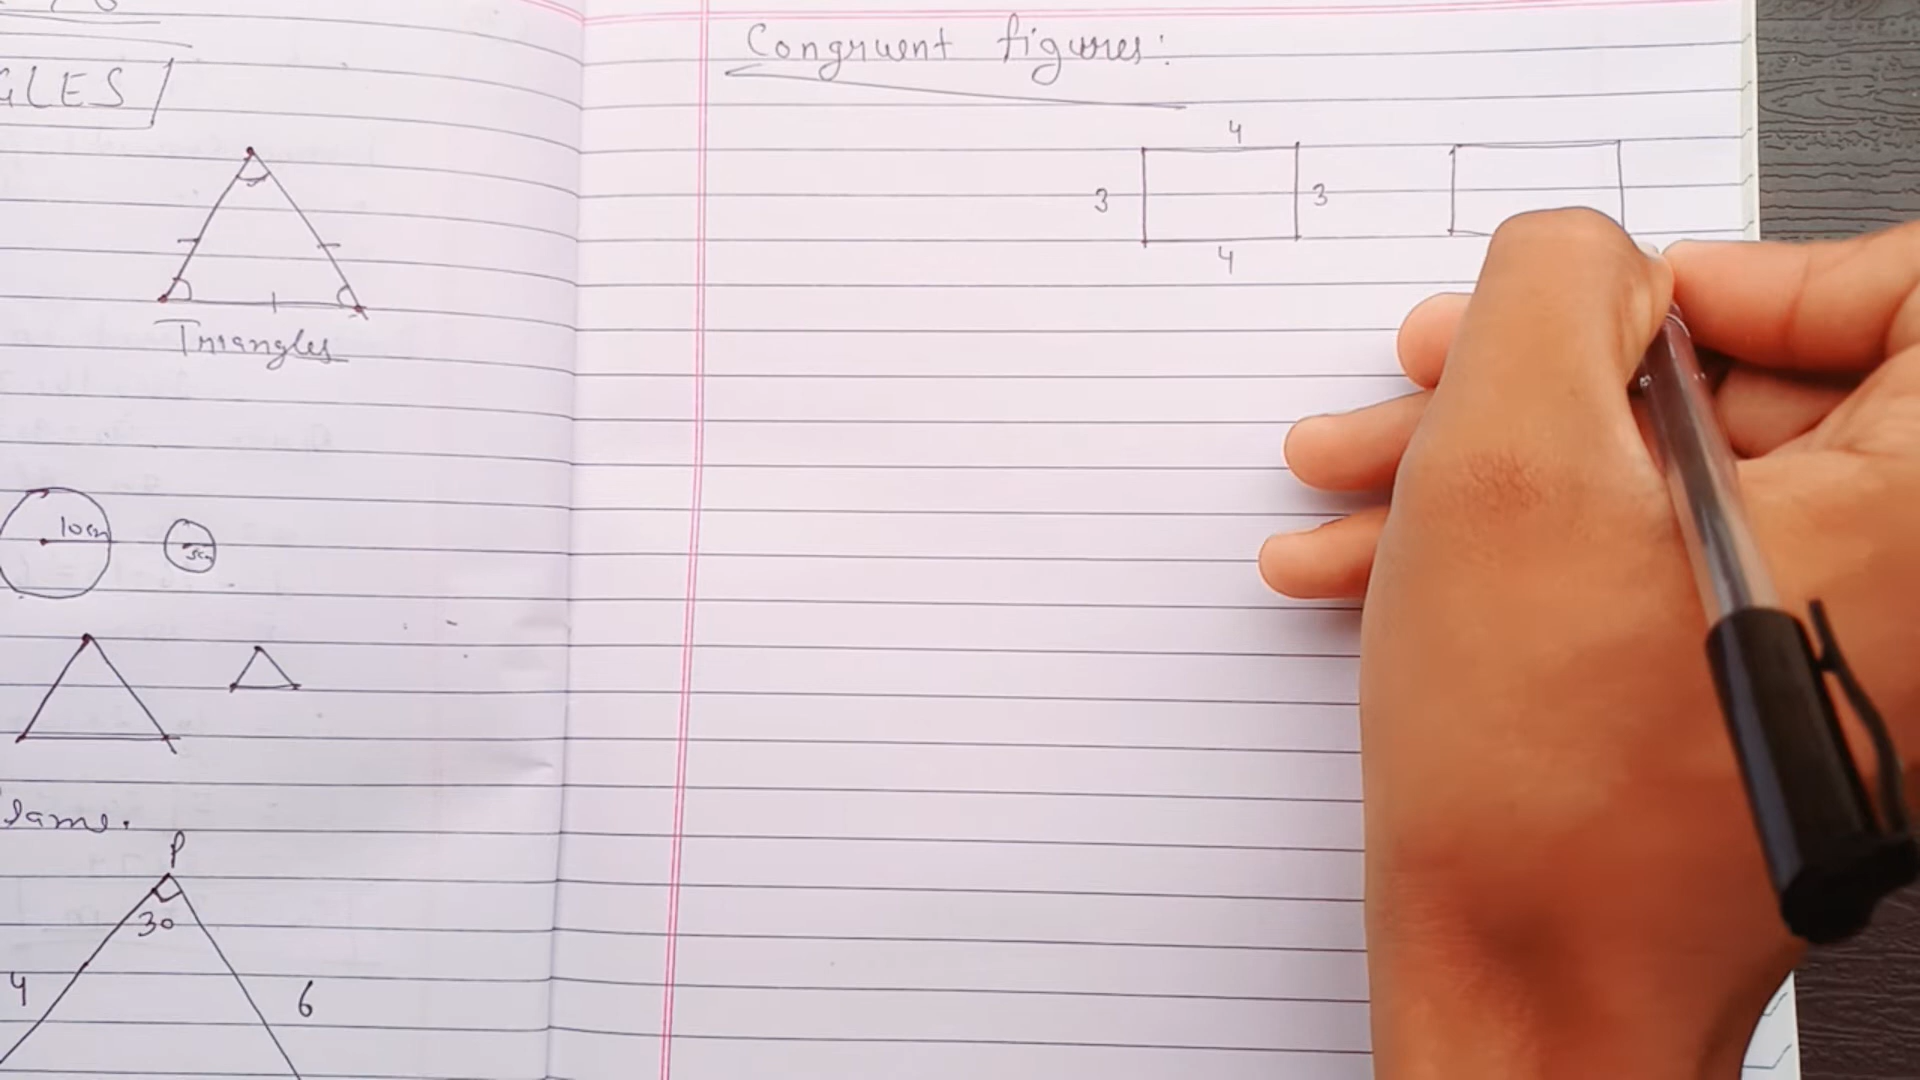 GLES
Triangles
10cm
5cm
same.
P
30
4
6
Congruent figures:
4
3
3
4